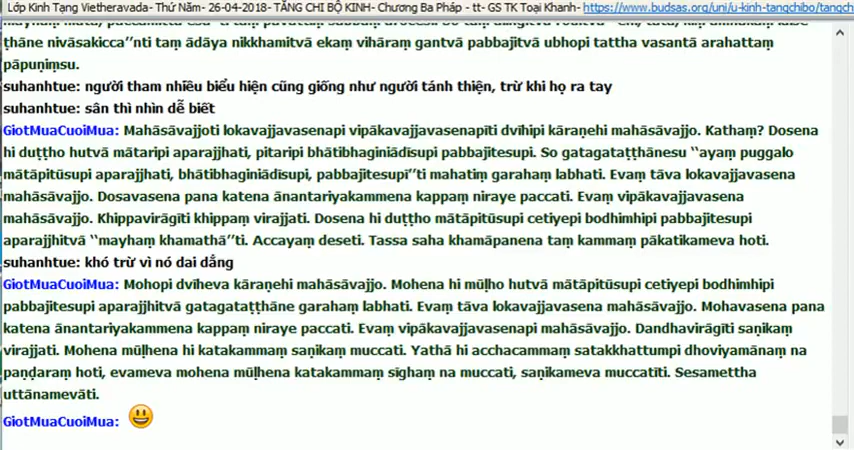 Lớp Kinh Tạng Vietheravada- Thứ Năm- 26-04-2018- TĂNG CHI BỘ KINH- Chương Ba Pháp - tt- GS TK Toại Khanh- https://www.budsas.org/uni/u-kinh-tangchibo/tangch
ṭhāne nivāsakicca''nti taṃ ādāya nikkhamitvā ekaṃ vihāraṃ gantvā pabbajitvā ubhopi tattha vasantā arahattaṃ
pāpuṇiṃsu.
suhanhtue: người tham nhiêu biểu hiện cũng giống như người tánh thiện, trừ khi họ ra tay
suhanhtue: sân thì nhìn dễ biết
GiotMuaCuoiMua: Mahāsāvajjoti lokavajjavasenapi vipākavajjavasenapīti dvīhipi kāraṇehi mahāsāvajjo. Kathaṃ? Dosena
hi duṭṭho hutvā mātaripi aparajjhati, pitaripi bhātibhaginiādīsupi pabbajitesupi. So gatagataṭṭhānesu ''ayaṃ puggalo
mātāpitūsupi aparajjhati, bhātibhaginiādīsupi, pabbajitesupī''ti mahatiṃ garahaṃ labhati. Evaṃ tāva lokavajjavasena
mahāsāvajjo. Dosavasena pana katena ānantariyakammena kappaṃ niraye paccati. Evaṃ vipākavajjavasena
mahāsāvajjo. Khippavirāgīti khippaṃ virajjati. Dosena hi duṭṭho mātāpitūsupi cetiyepi bodhimhipi pabbajitesupi
aparajjhitvā ''mayhaṃ khamathā''ti. Accayaṃ deseti. Tassa saha khamāpanena taṃ kammaṃ pākatikameva hoti.
suhanhtue: khó trừ vì nó dai dẳng
GiotMuaCuoiMua: Mohopi dvīheva kāraṇehi mahāsāvajjo. Mohena hi mūḷho hutvā mātāpitūsupi cetiyepi bodhimhipi
pabbajitesupi aparajjhitvā gatagataṭṭhāne garahaṃ labhati. Evaṃ tāva lokavajjavasena mahāsāvajjo. Mohavasena pana
katena ānantariyakammena kappaṃ niraye paccati. Evaṃ vipākavajjavasenapi mahāsāvajjo. Dandhavirāgīti saṇikaṃ
virajjati. Mohena mūḷhena hi katakammaṃ saṇikaṃ muccati. Yathā hi acchacammaṃ satakkhattumpi dhoviyamānaṃ na
paṇḍaraṃ hoti, evameva mohena mūḷhena katakammaṃ sīghaṃ na muccati, saṇikameva muccatīti. Sesamettha
uttānamevāti.
GiotMuaCuoiMua: